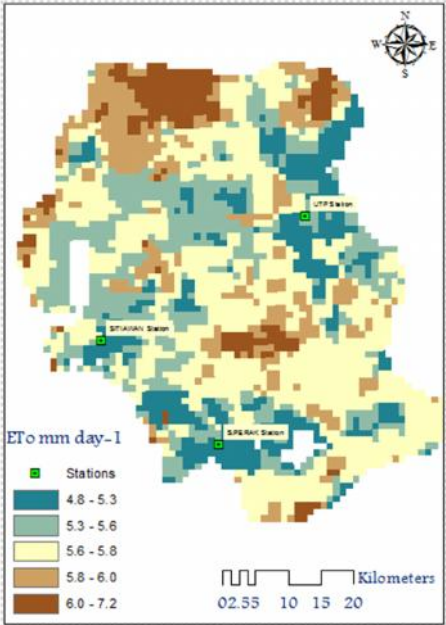 N
W E
S
UTP Station
SITIAWAN Station
S.PERAK Station
ETo mm day-1
Stations
4.8 - 5.3
5.3 - 5.6
5.6 - 5.8
5.8 - 6.0
6.0 - 7.2
Kilometers
02.55 10 15 20